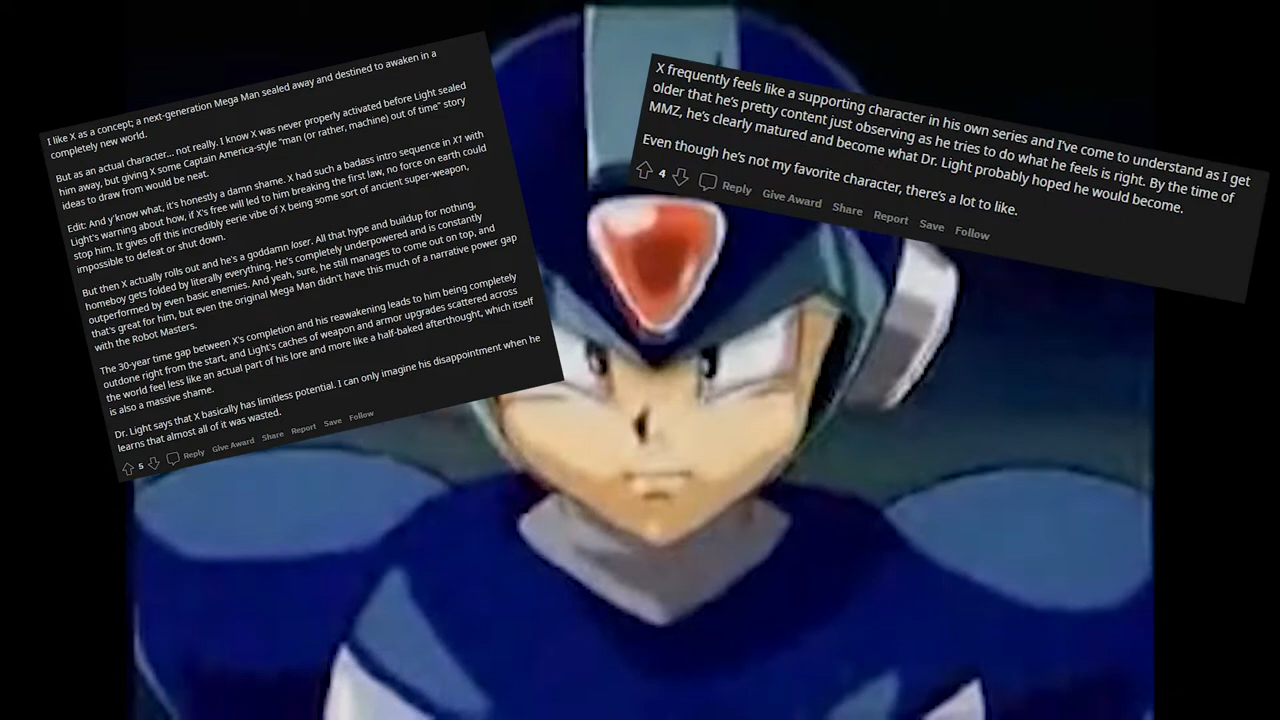 I like X as a concept; a next-generation Mega Man sealed away and destined to awaken in a
completely new world.
But as an actual character... not really. I know X was never properly activated before Light sealed
him away, but giving X some Captain America-style "man (or rather, machine) out of time" story
ideas to draw from would be neat.
Edit: And y'know what, it's honestly a damn shame. X had such a badass intro sequence in X1 with
Light's warning about how, if X's free will led to him breaking the first law, no force on earth could
stop him. It gives off this incredibly eerie vibe of X being some sort of ancient super-weapon,
impossible to defeat or shut down.
But then X actually rolls out and he's a goddamn loser. All that hype and buildup for nothing,
homeboy gets folded by literally everything. He's completely underpowered and is constantly
outperformed by even basic enemies. And yeah, sure, he still manages to come out on top, and
that's great for him, but even the original Mega Man didn't have this much of a narrative power gap
with the Robot Masters.
The 30-year time gap between X's completion and his reawakening leads to him being completely
outdone right from the start, and Light's caches of weapon and armor upgrades scattered across
the world feel less like an actual part of his lore and more like a half-baked afterthought, which itself
is also a massive shame.
Dr. Light says that X basically has limitless potential. I can only imagine his disappointment when he
learns that almost all of it was wasted.
5 Reply Give Award Share Report Save Follow
X frequently feels like a supporting character in his own series and I've come to understand as I get
older that he's pretty content just observing as he tries to do what he feels is right. By the time of
MMZ, he's clearly matured and become what Dr. Light probably hoped he would become.
Even though he's not my favorite character, there's a lot to like.
4 Reply Give Award Share Report Save Follow